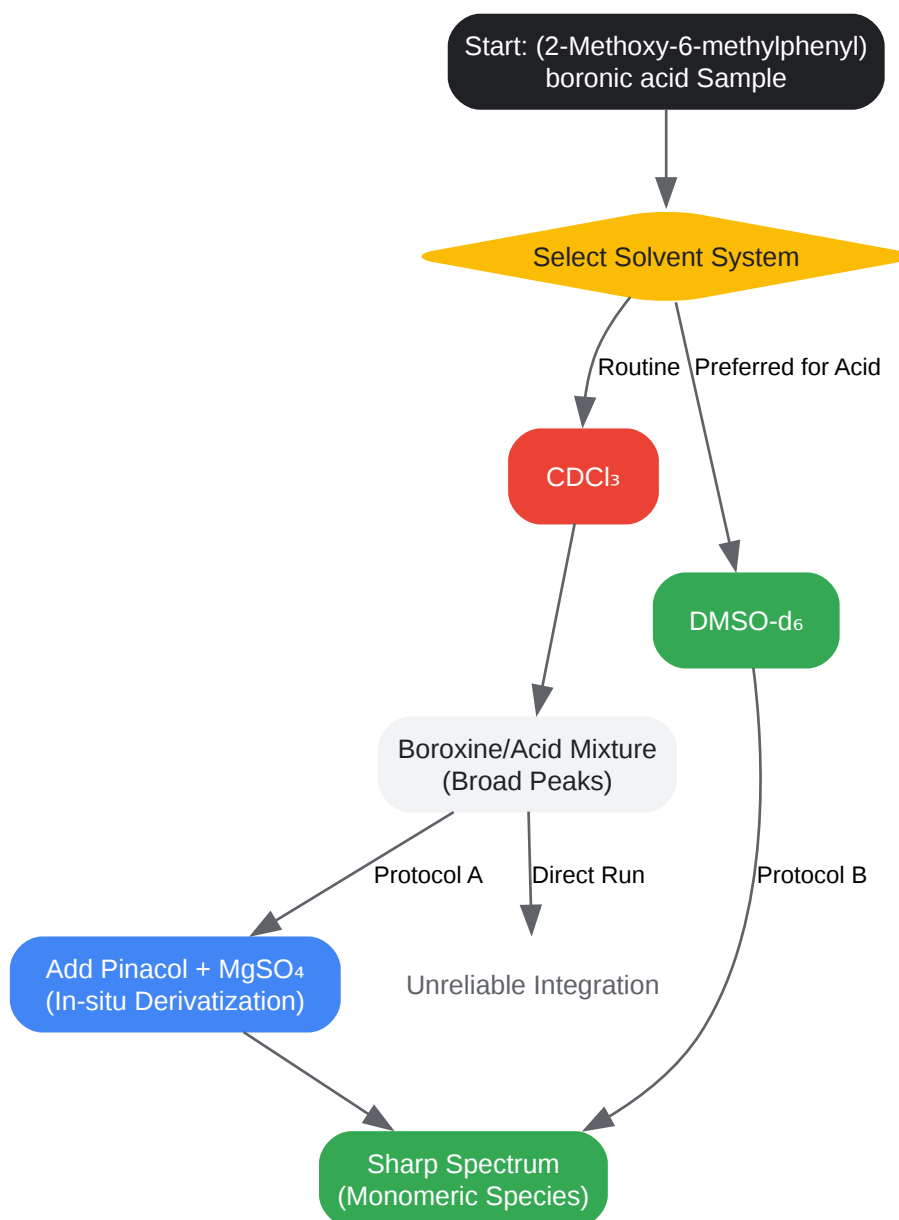 Start: (2-Methoxy-6-methylphenyl)
boronic acid Sample
Select Solvent System
Routine
Preferred for Acid
CDCl₃
DMSO-d₆
Boroxine/Acid Mixture
(Broad Peaks)
Protocol A
Direct Run
Protocol B
Add Pinacol + MgSO₄
(In-situ Derivatization)
Unreliable Integration
Sharp Spectrum
(Monomeric Species)